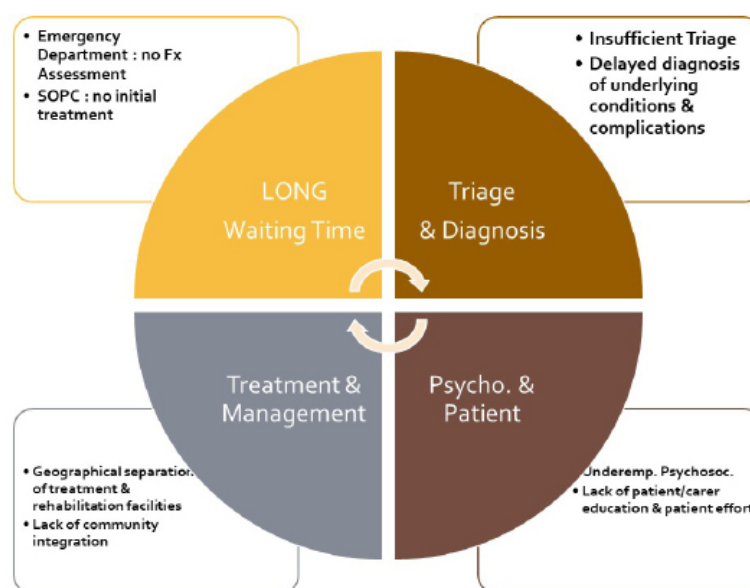 • Emergency
Department : no Fx
Assessment
• SOPC : no initial
treatment
• Insufficient Triage
• Delayed diagnosis
of underlying
conditions &
complications
LONG
Waiting Time
Triage
& Diagnosis
Treatment &
Management
Psycho. &
Patient
• Geographical separation
of treatment &
rehabilitation facilities
• Lack of community
integration
Underemp. Psychosoc.
• Lack of patient/carer
education & patient effort